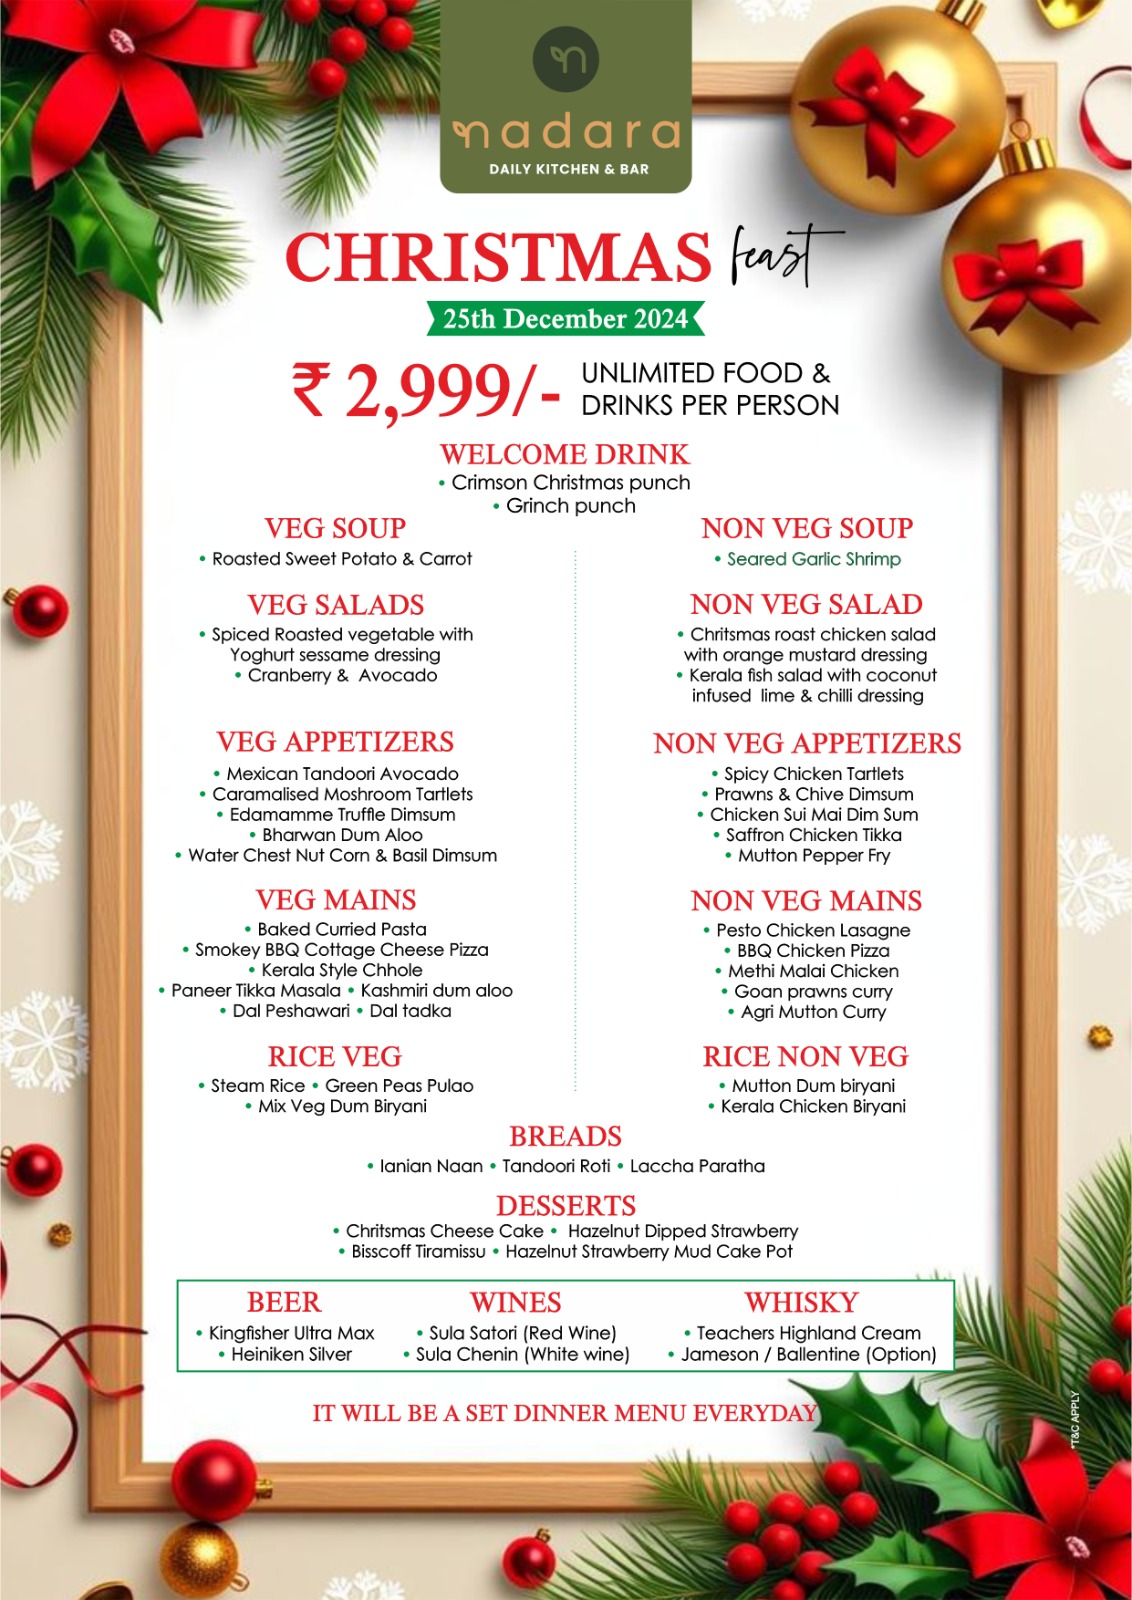 nadara
DAILY KITCHEN & BAR
CHRISTMAS feast
25th December 2024
₹ 2,999/-
UNLIMITED FOOD &
DRINKS PER PERSON
WELCOME DRINK
• Crimson Christmas punch
• Grinch punch
VEG SOUP
• Roasted Sweet Potato & Carrot
VEG SALADS
• Spiced Roasted vegetable with
Yoghurt sessame dressing
• Cranberry & Avocado
VEG APPETIZERS
• Mexican Tandoori Avocado
• Caramalised Moshroom Tartlets
• Edamamme Truffle Dimsum
• Bharwan Dum Aloo
• Water Chest Nut Corn & Basil Dimsum
VEG MAINS
• Baked Curried Pasta
• Smokey BBQ Cottage Cheese Pizza
• Kerala Style Chhole
• Paneer Tikka Masala • Kashmiri dum aloo
• Dal Peshawari • Dal tadka
RICE VEG
• Steam Rice • Green Peas Pulao
• Mix Veg Dum Biryani
NON VEG SOUP
• Seared Garlic Shrimp
NON VEG SALAD
• Chritsmas roast chicken salad
with orange mustard dressing
• Kerala fish salad with coconut
infused lime & chilli dressing
NON VEG APPETIZERS
• Spicy Chicken Tartlets
• Prawns & Chive Dimsum
• Chicken Sui Mai Dim Sum
• Saffron Chicken Tikka
• Mutton Pepper Fry
NON VEG MAINS
• Pesto Chicken Lasagne
• BBQ Chicken Pizza
• Methi Malai Chicken
• Goan prawns curry
• Agri Mutton Curry
RICE NON VEG
• Mutton Dum biryani
• Kerala Chicken Biryani
BREADS
• Ianian Naan • Tandoori Roti • Laccha Paratha
DESSERTS
• Chritsmas Cheese Cake • Hazelnut Dipped Strawberry
• Bisscoff Tiramissu • Hazelnut Strawberry Mud Cake Pot
BEER
• Kingfisher Ultra Max
• Heiniken Silver
WINES
• Sula Satori (Red Wine)
• Sula Chenin (White wine)
WHISKY
• Teachers Highland Cream
• Jameson / Ballentine (Option)
IT WILL BE A SET DINNER MENU EVERYDAY
*T&C APPLY